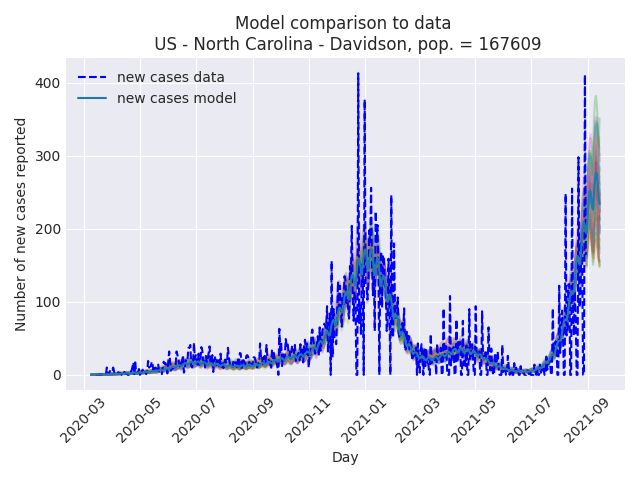 Model comparison to data
US - North Carolina - Davidson, pop. = 167609
new cases data
new cases model
Number of new cases reported
400
300
200
100
0
2020-03
2020-05
2020-07
2020-09
2020-11
2021-01
2021-03
2021-05
2021-07
2021-09
Day